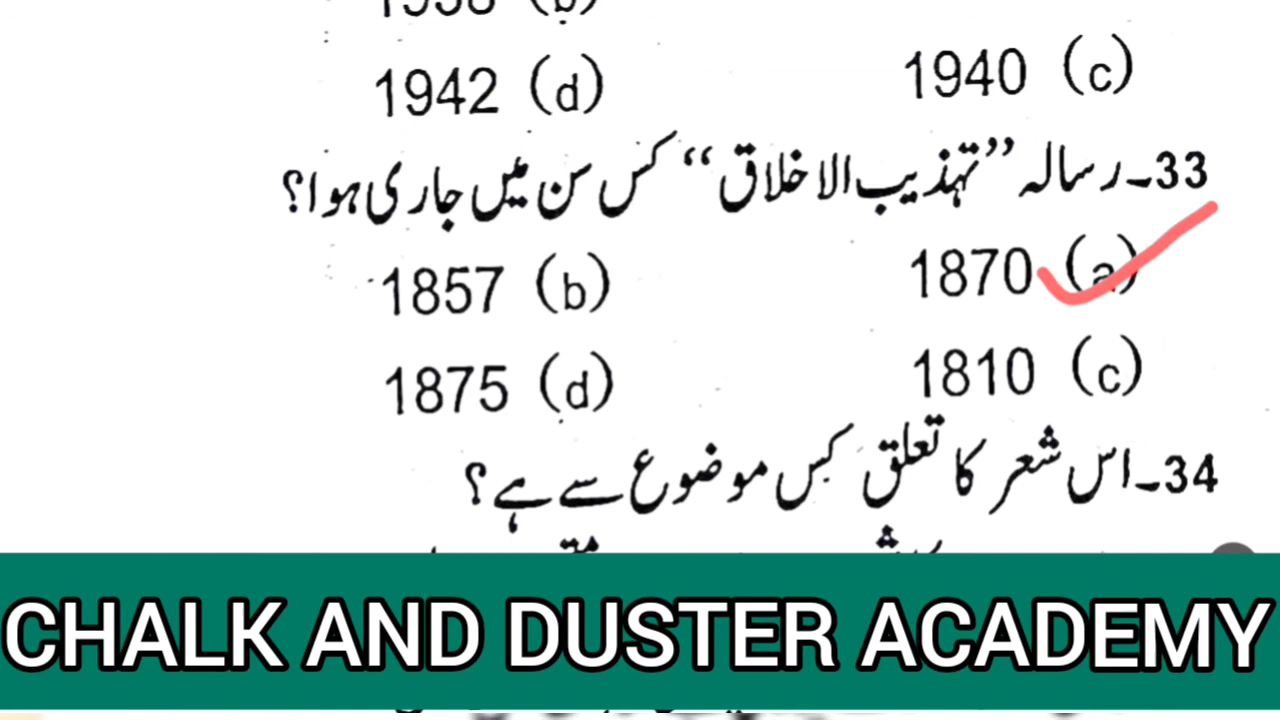 1938 (b)
1940 (c) 1942 (d)
33۔رسالہ ”تہذیب الاخلاق“ کس سن میں جاری ہوا؟
1870 (a) 1857 (b)
1810 (c) 1875 (d)
34۔اس شعر کا تعلق کس موضوع سے ہے؟
CHALK AND DUSTER ACADEMY